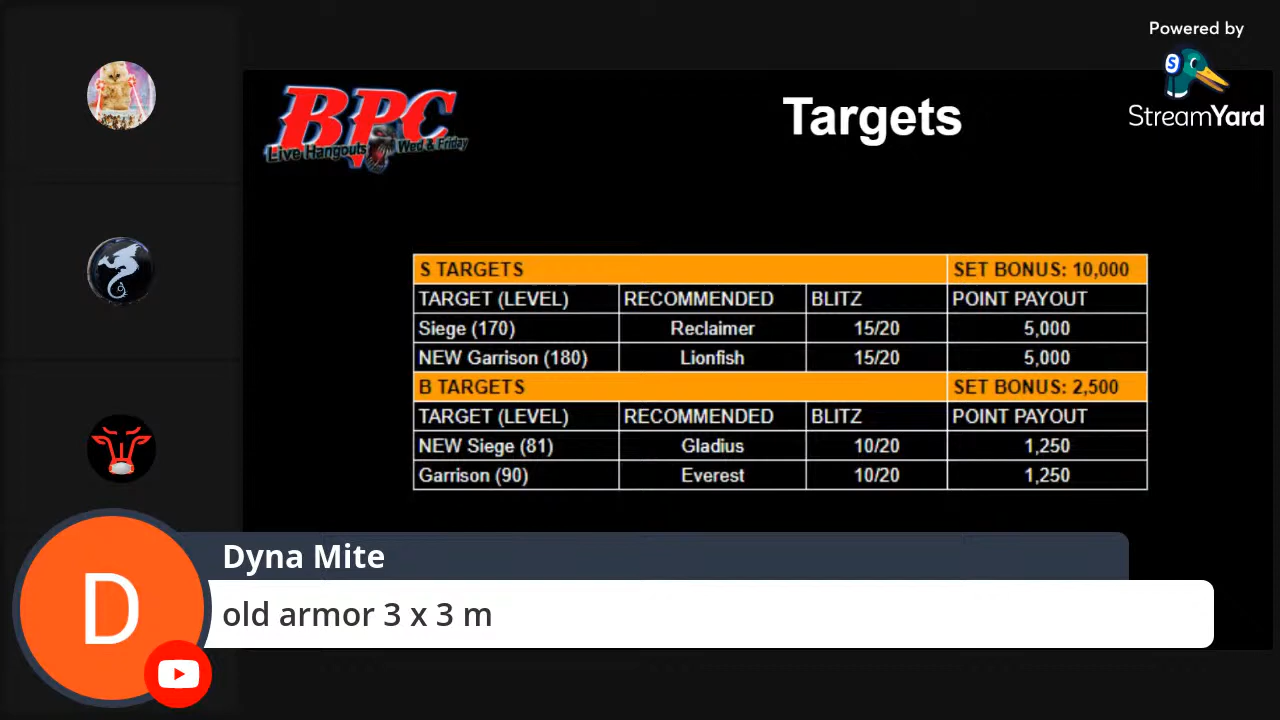 Powered by
StreamYard
BPC
Live Hangouts Wed & Friday
Targets
S TARGETS SET BONUS: 10,000
TARGET (LEVEL) RECOMMENDED BLITZ POINT PAYOUT
Siege (170) Reclaimer 15/20 5,000
NEW Garrison (180) Lionfish 15/20 5,000
B TARGETS SET BONUS: 2,500
TARGET (LEVEL) RECOMMENDED BLITZ POINT PAYOUT
NEW Siege (81) Gladius 10/20 1,250
Garrison (90) Everest 10/20 1,250
D
Dyna Mite
old armor 3 x 3 m